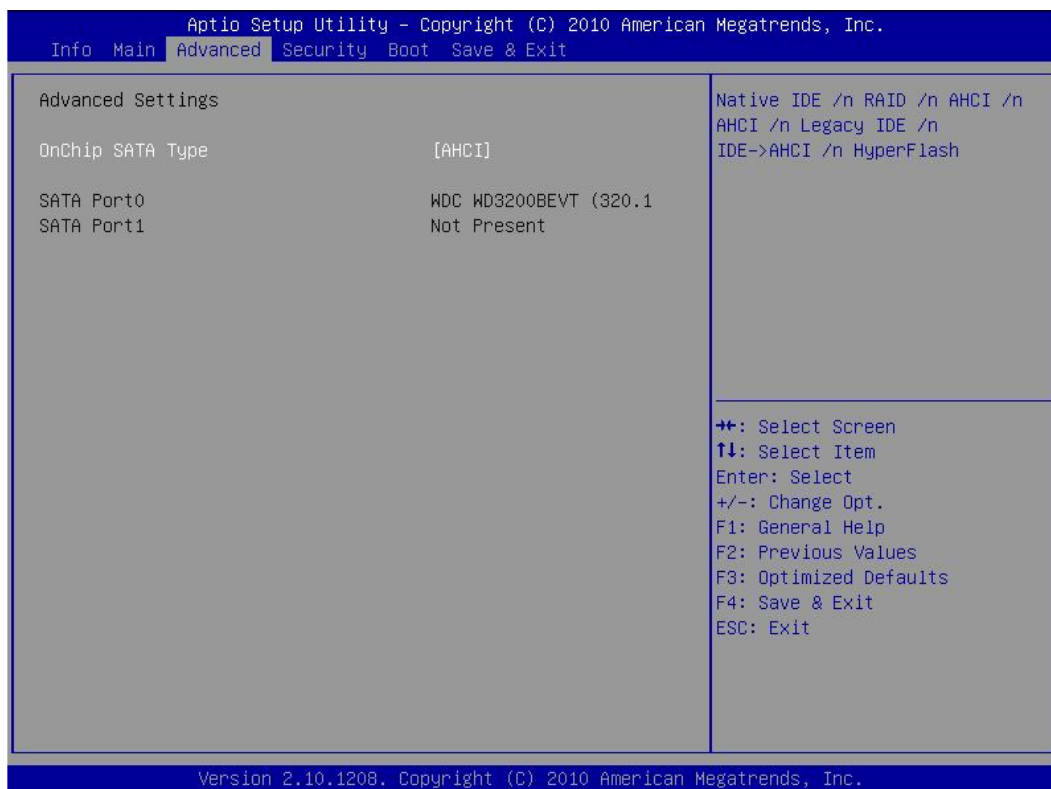 Aptio Setup Utility - Copyright (C) 2010 American Megatrends, Inc.
Info Main Advanced Security Boot Save & Exit
Advanced Settings
OnChip SATA Type [AHCI]
SATA Port0 WDC WD3200BEVT (320.1
SATA Port1 Not Present
Native IDE /n RAID /n AHCI /n
AHCI /n Legacy IDE /n
IDE->AHCI /n HyperFlash
→←: Select Screen
↑↓: Select Item
Enter: Select
+/-: Change Opt.
F1: General Help
F2: Previous Values
F3: Optimized Defaults
F4: Save & Exit
ESC: Exit
Version 2.10.1208. Copyright (C) 2010 American Megatrends, Inc.